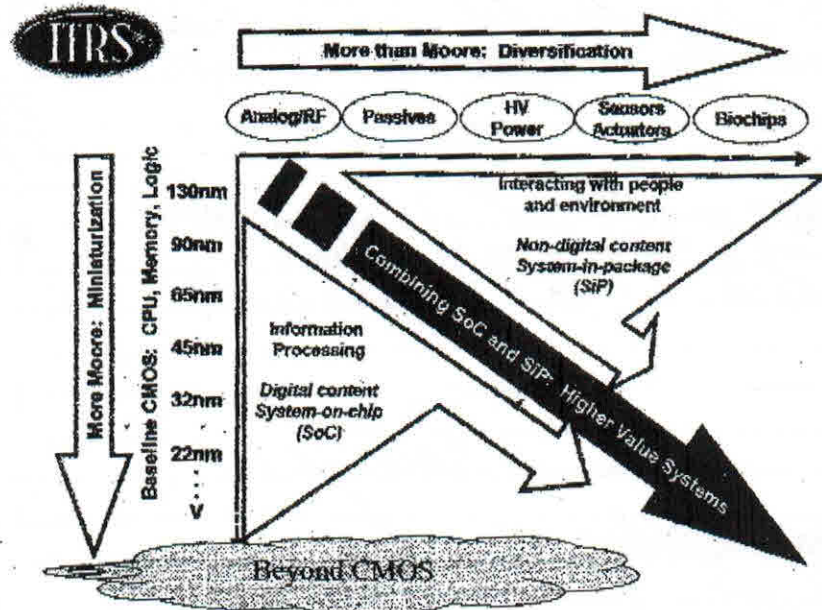 ITRS
More than Moore: Diversification
Analog/RF
Passives
HV
Power
Sensors
Actuators
Biochips
More Moore: Miniaturization
Baseline CMOS: CPU, Memory, Logic
130nm
90nm
65nm
45nm
32nm
22nm
V
Interacting with people
and environment
Non-digital content
System-in-package
(SiP)
Combining SoC and SiP: Higher Value Systems
Information
Processing
Digital content
System-on-chip
(SoC)
Beyond CMOS